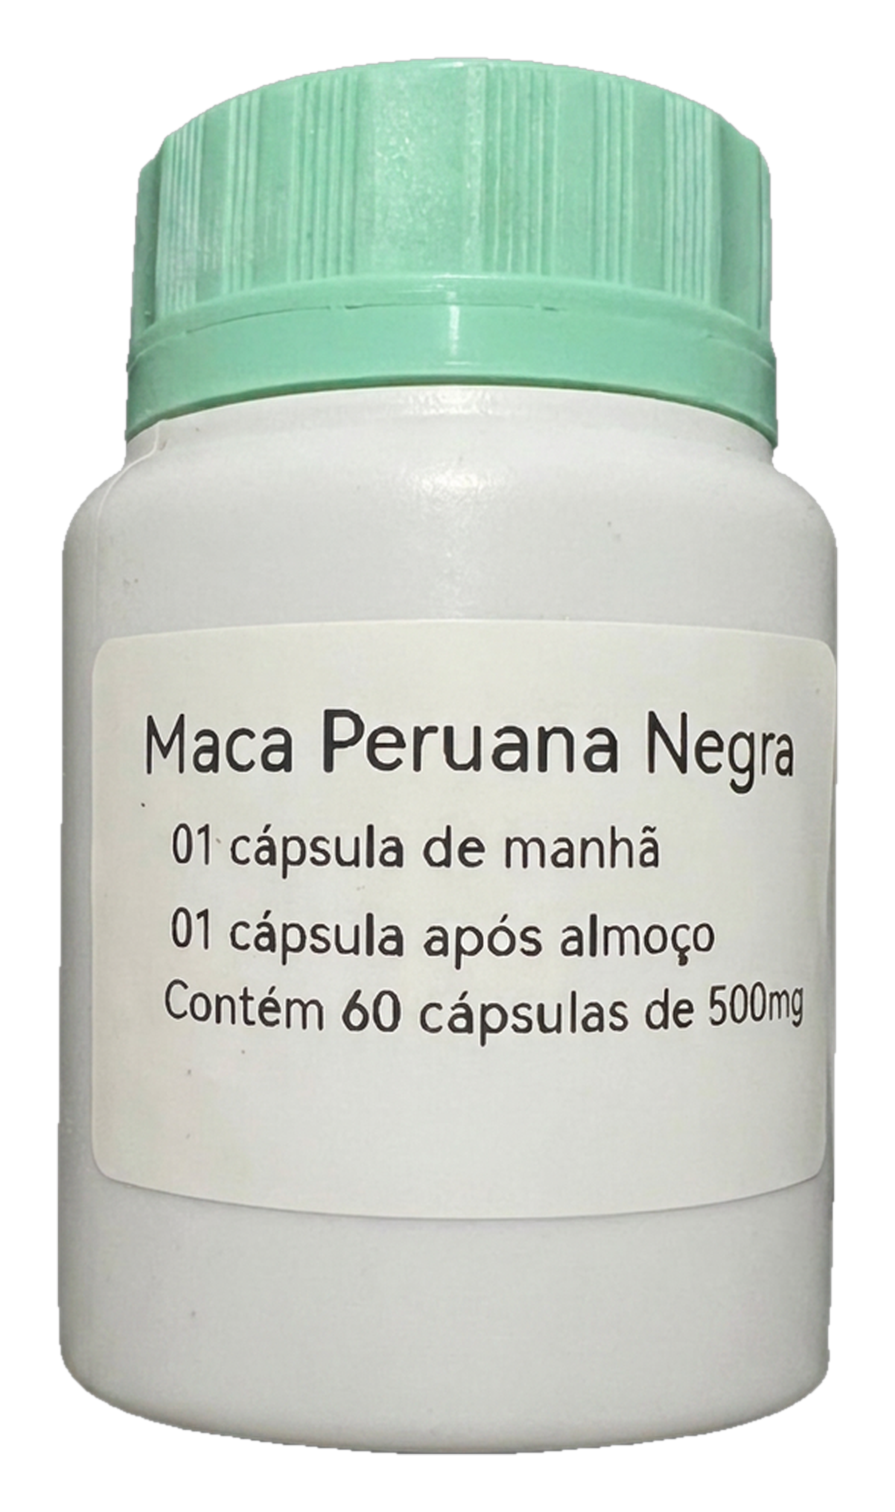 Maca Peruana Negra
01 cápsula de manhã
01 cápsula após almoço
Contém 60 cápsulas de 500mg